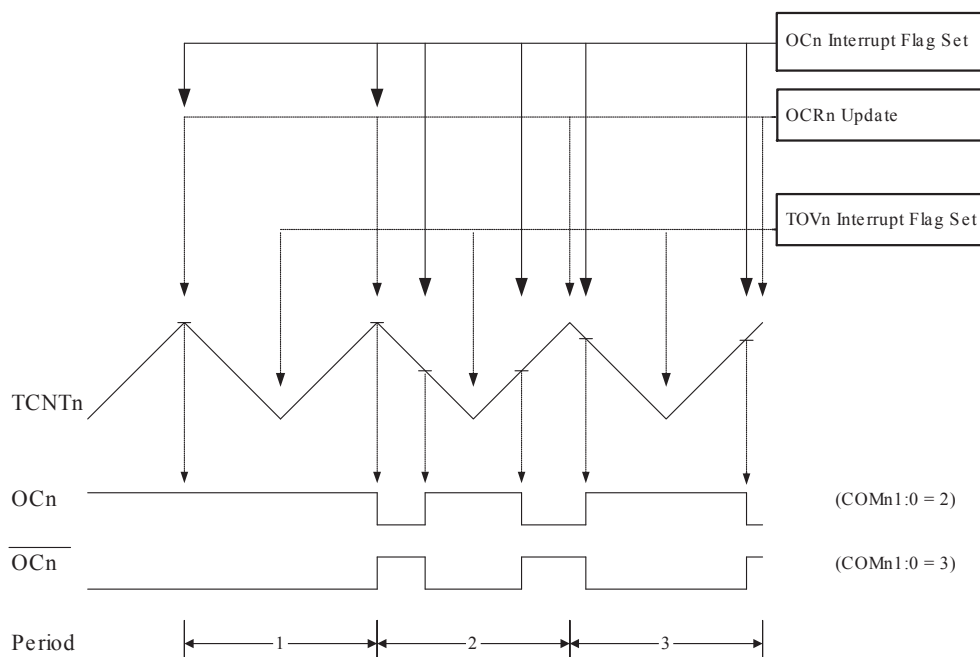 OCn Interrupt Flag Set
OCRn Update
TOVn Interrupt Flag Set
TCNTn
OCn (COMn1:0 = 2)
OCn (COMn1:0 = 3)
Period 1 2 3